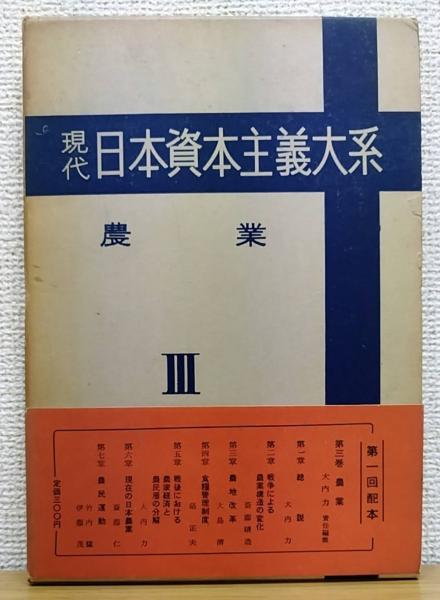 現代
日本資本主義大系
農業
III
第一回配本
第三巻 農業
大内力 責任編集
第一章 総説
大内力
第二章 戦争による
農業構造の変化
斎藤晴造
第三章 農地改革
大島清
第四章 食糧管理制度
正夫
第五章 戦後における
農家経済と
農民層の分解
大内力
第六章 現在の日本農業
斎藤仁
第七章 農民運動
竹内猛
伊藤茂
定価三〇〇円